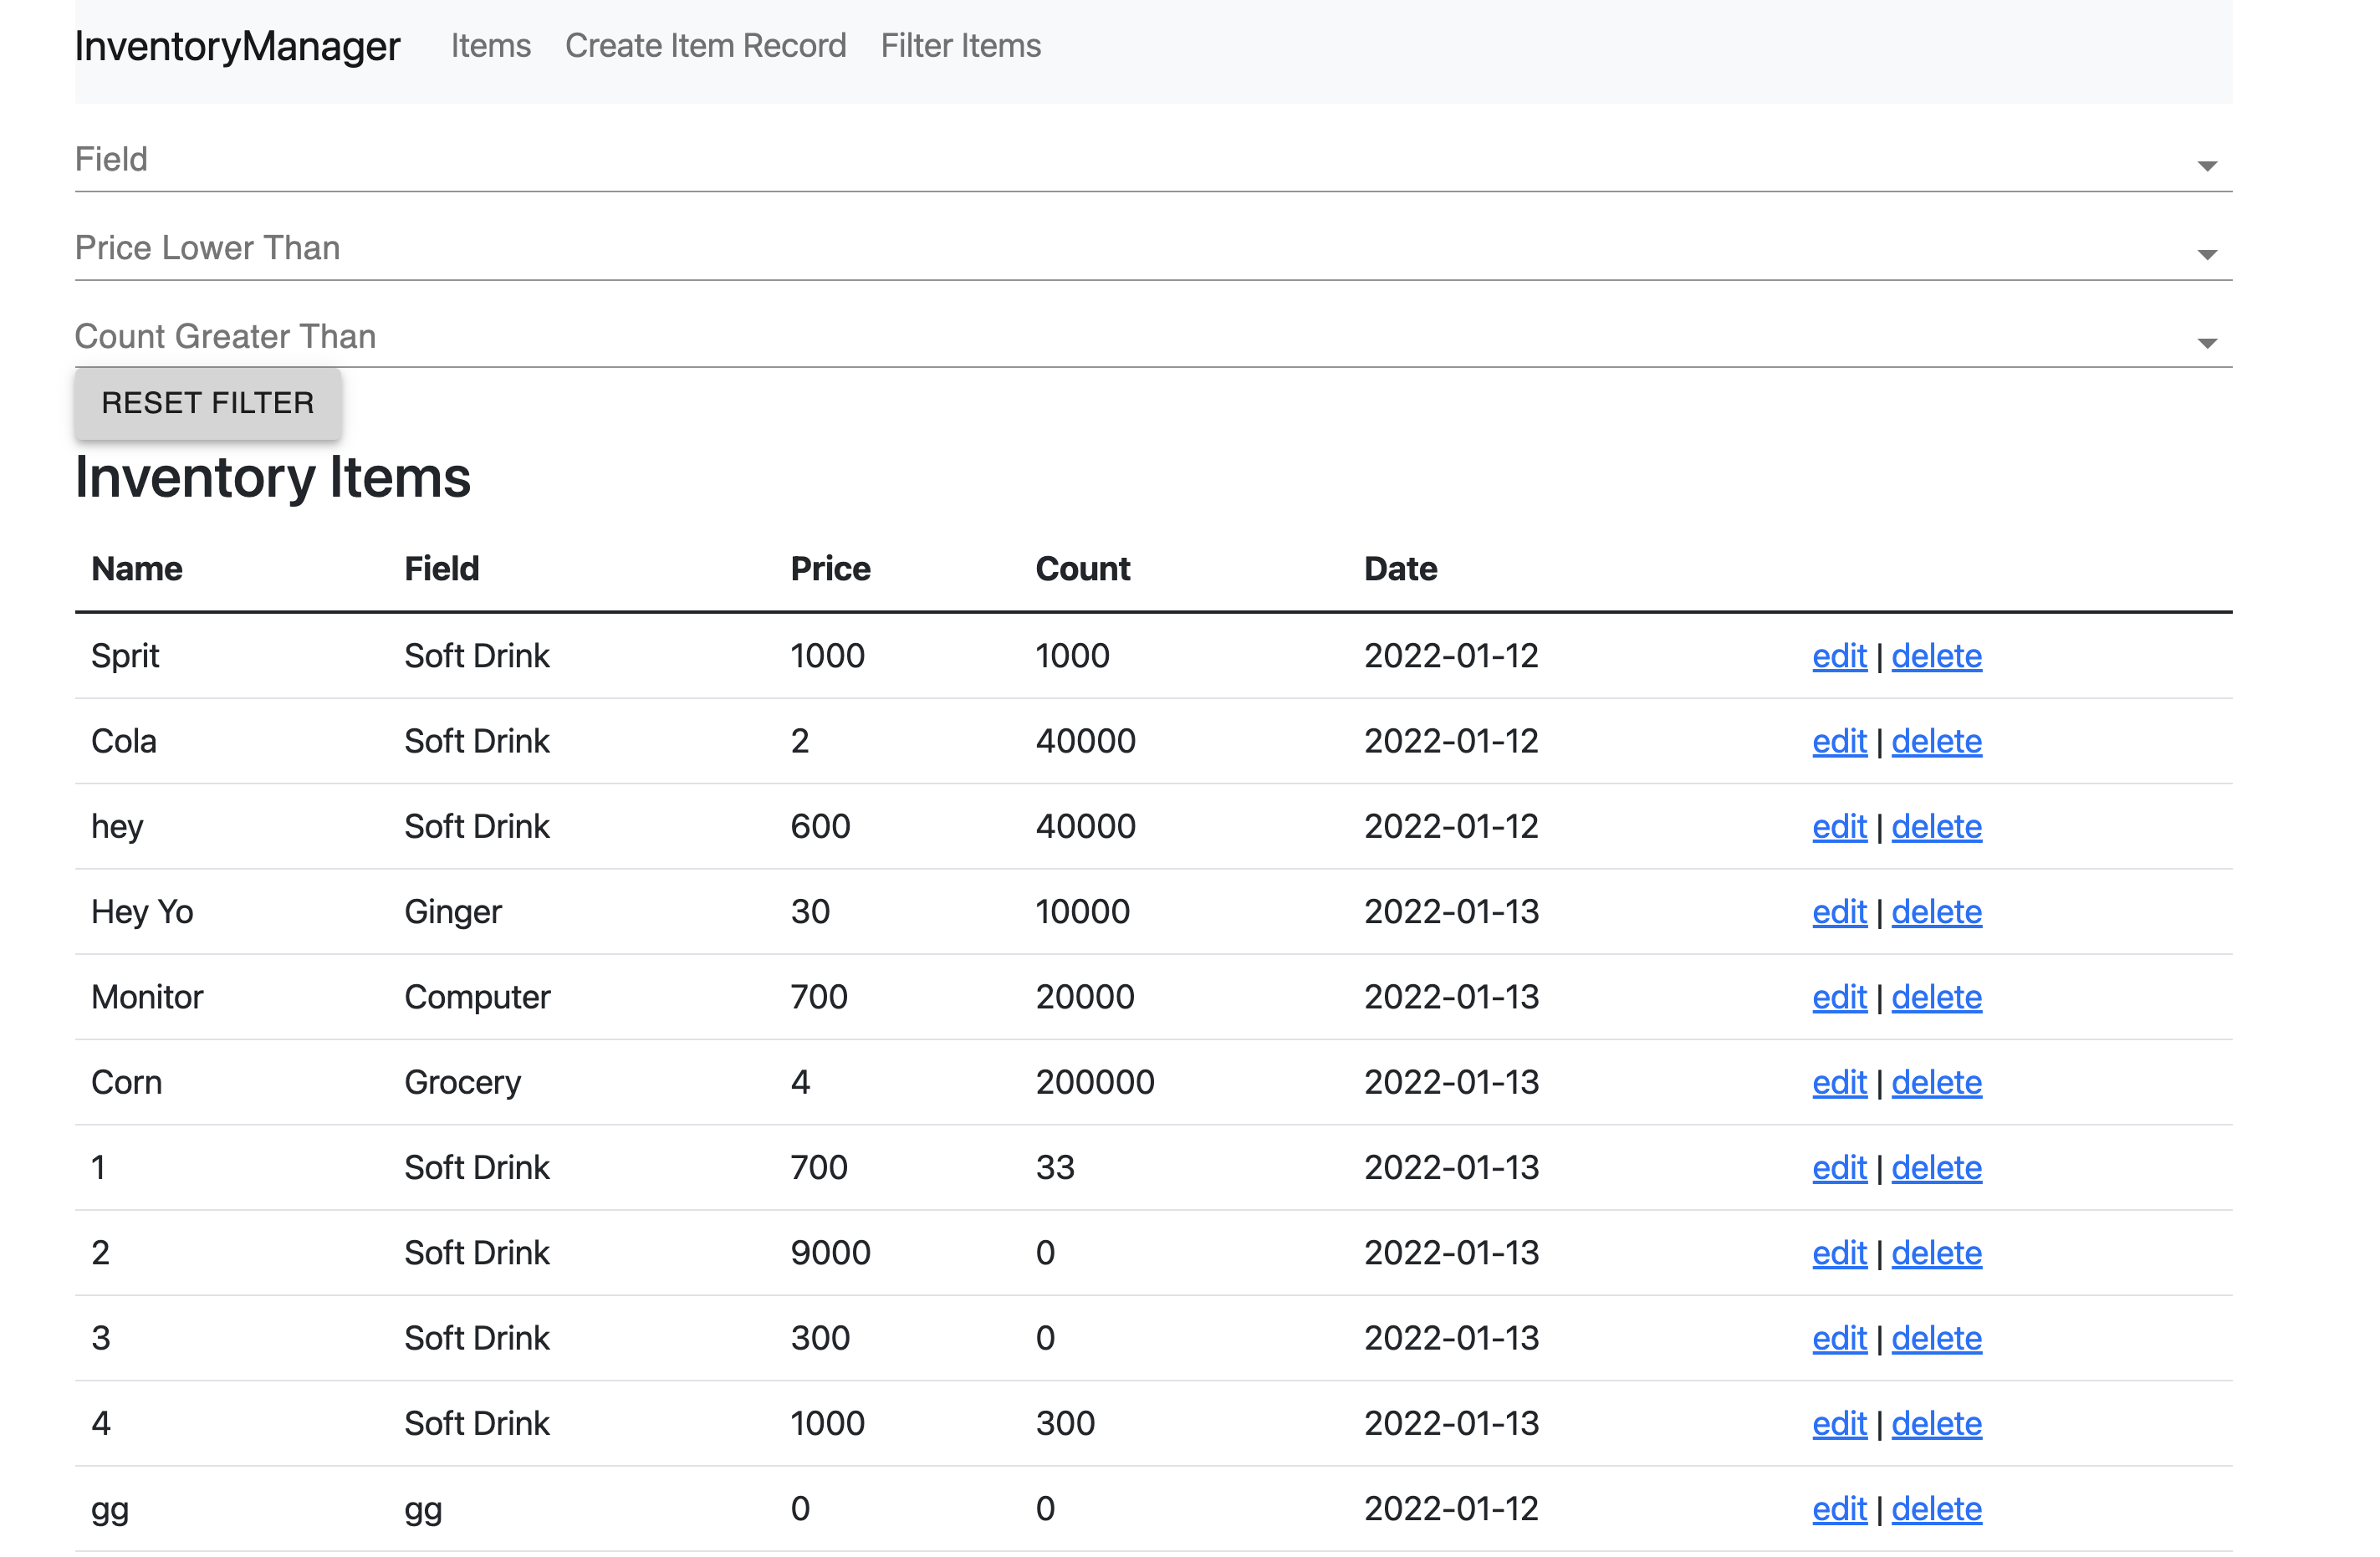 InventoryManager Items Create Item Record Filter Items
Field
Price Lower Than
Count Greater Than
RESET FILTER
Inventory Items
Name Field Price Count Date
Sprit Soft Drink 1000 1000 2022-01-12 edit | delete
Cola Soft Drink 2 40000 2022-01-12 edit | delete
hey Soft Drink 600 40000 2022-01-12 edit | delete
Hey Yo Ginger 30 10000 2022-01-13 edit | delete
Monitor Computer 700 20000 2022-01-13 edit | delete
Corn Grocery 4 200000 2022-01-13 edit | delete
1 Soft Drink 700 33 2022-01-13 edit | delete
2 Soft Drink 9000 0 2022-01-13 edit | delete
3 Soft Drink 300 0 2022-01-13 edit | delete
4 Soft Drink 1000 300 2022-01-13 edit | delete
gg gg 0 0 2022-01-12 edit | delete